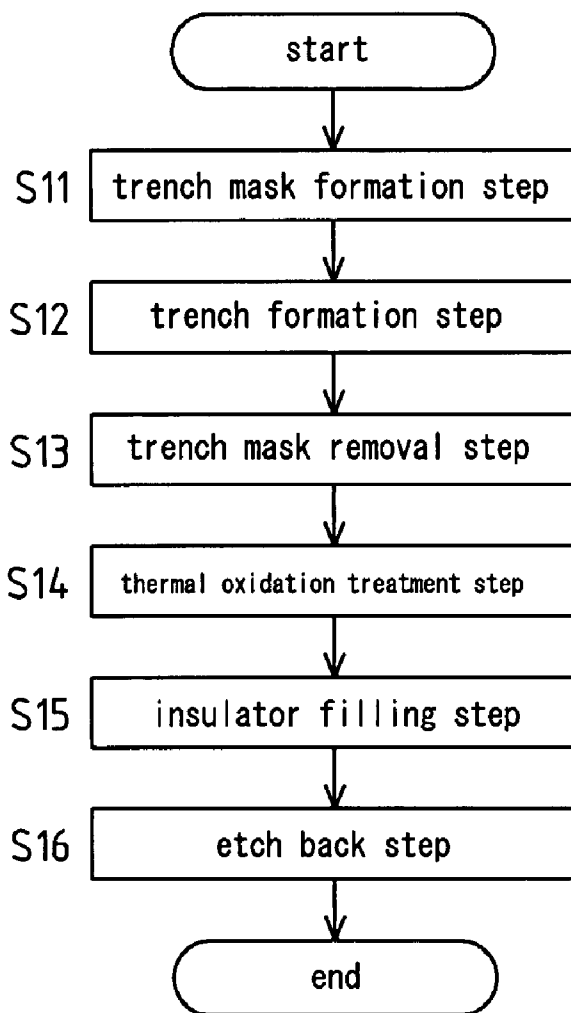 start
S11 trench mask formation step
S12 trench formation step
S13 trench mask removal step
S14 thermal oxidation treatment step
S15 insulator filling step
S16 etch back step
end